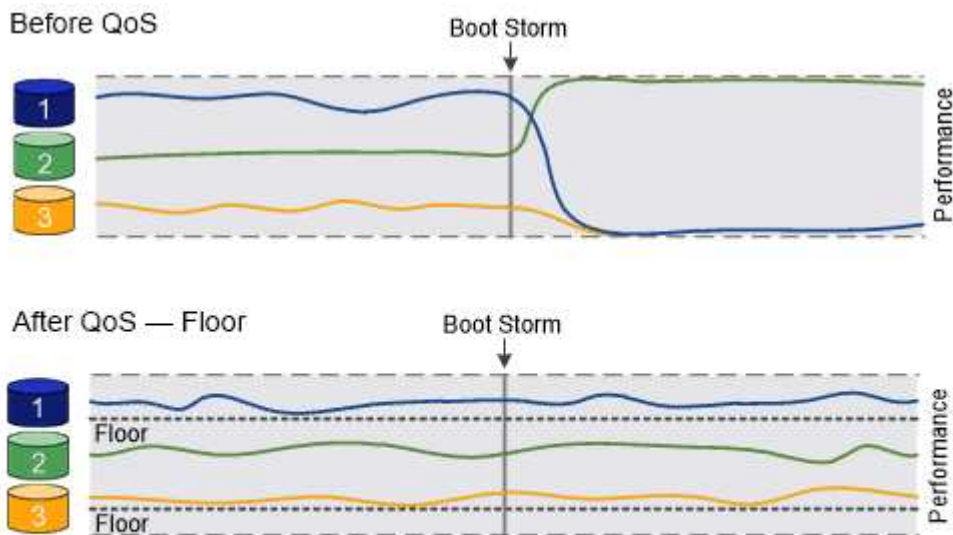 Before QoS
Boot Storm
1
2
3
Performance
After QoS — Floor
Boot Storm
1
Floor
2
3
Floor
Performance